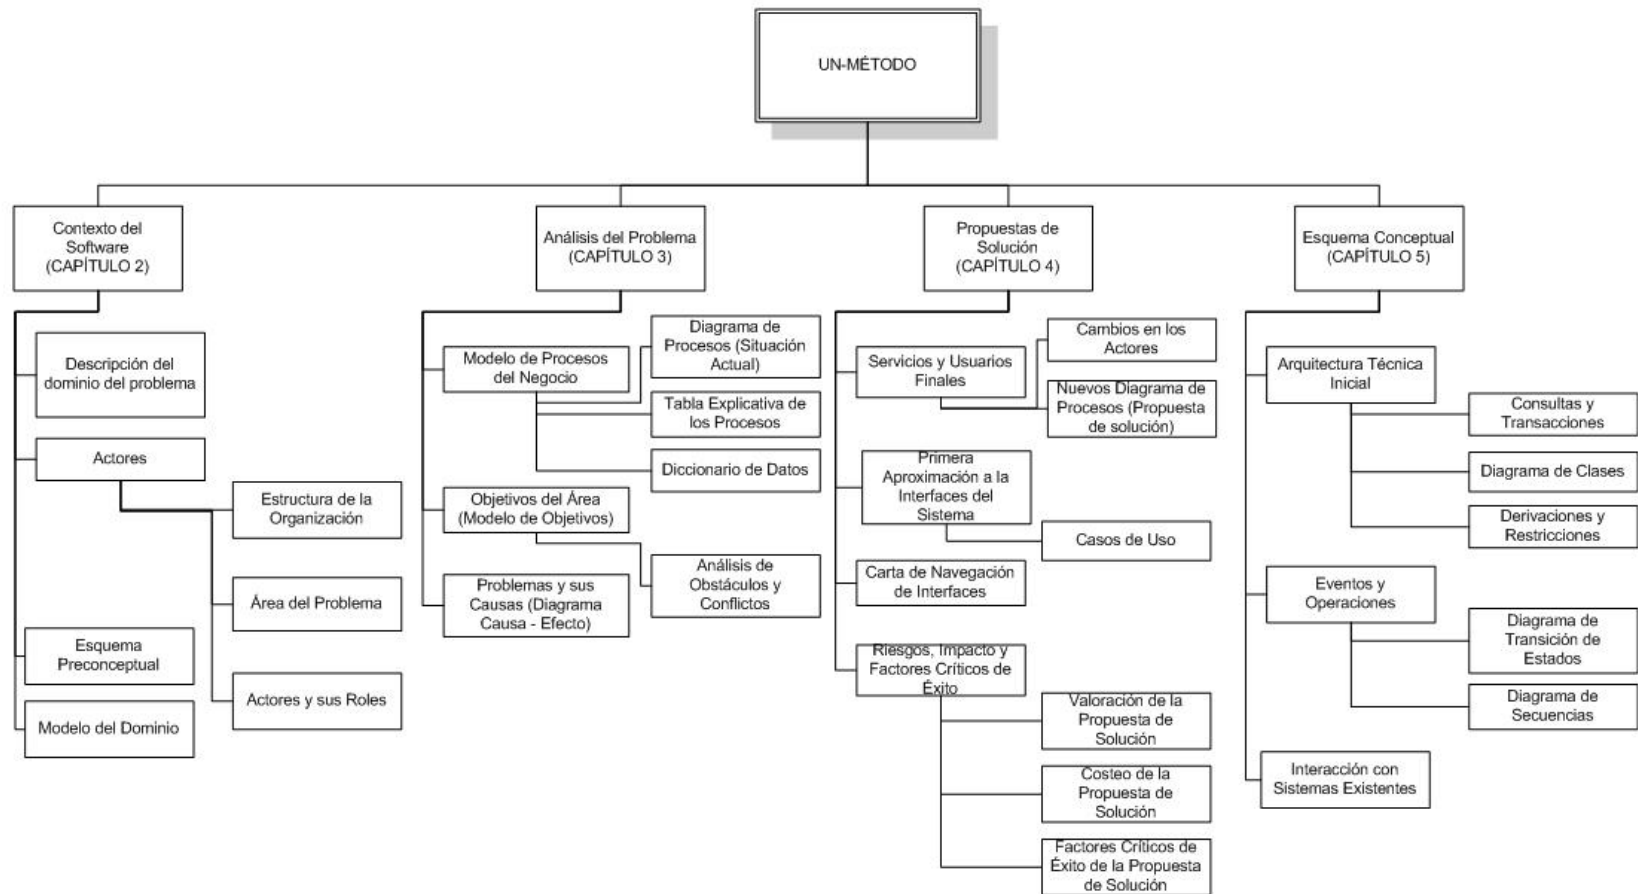 UN-MÉTODO
Contexto del
Software
(CAPÍTULO 2)
Descripción del
dominio del problema
Actores
Estructura de la
Organización
Área del Problema
Actores y sus Roles
Esquema
Preconceptual
Modelo del Dominio
Análisis del Problema
(CAPÍTULO 3)
Modelo de Procesos
del Negocio
Diagrama de
Procesos (Situación
Actual)
Tabla Explicativa de
los Procesos
Diccionario de Datos
Objetivos del Área
(Modelo de Objetivos)
Análisis de
Obstáculos y
Conflictos
Problemas y sus
Causas (Diagrama
Causa - Efecto)
Propuestas de
Solución
(CAPÍTULO 4)
Servicios y Usuarios
Finales
Cambios en los
Actores
Nuevos Diagrama de
Procesos (Propuesta
de solución)
Primera
Aproximación a la
Interfaces del
Sistema
Casos de Uso
Carta de Navegación
de Interfaces
Riesgos, Impacto y
Factores Críticos de
Éxito
Valoración de la
Propuesta de
Solución
Costeo de la
Propuesta de
Solución
Factores Críticos de
Éxito de la Propuesta
de Solución
Esquema Conceptual
(CAPÍTULO 5)
Arquitectura Técnica
Inicial
Consultas y
Transacciones
Diagrama de Clases
Derivaciones y
Restricciones
Eventos y
Operaciones
Diagrama de
Transición de
Estados
Diagrama de
Secuencias
Interacción con
Sistemas Existentes